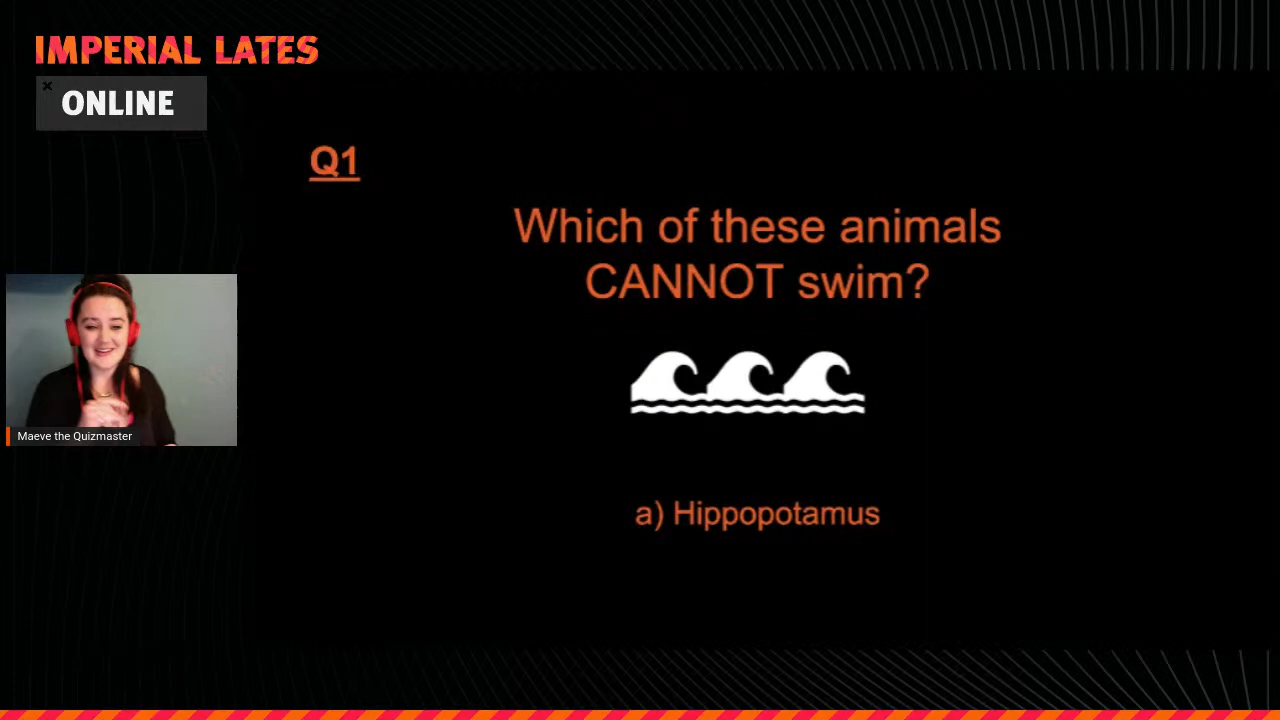 IMPERIAL LATES
ONLINE
Q1
Which of these animals
CANNOT swim?
Maeve the Quizmaster
a) Hippopotamus